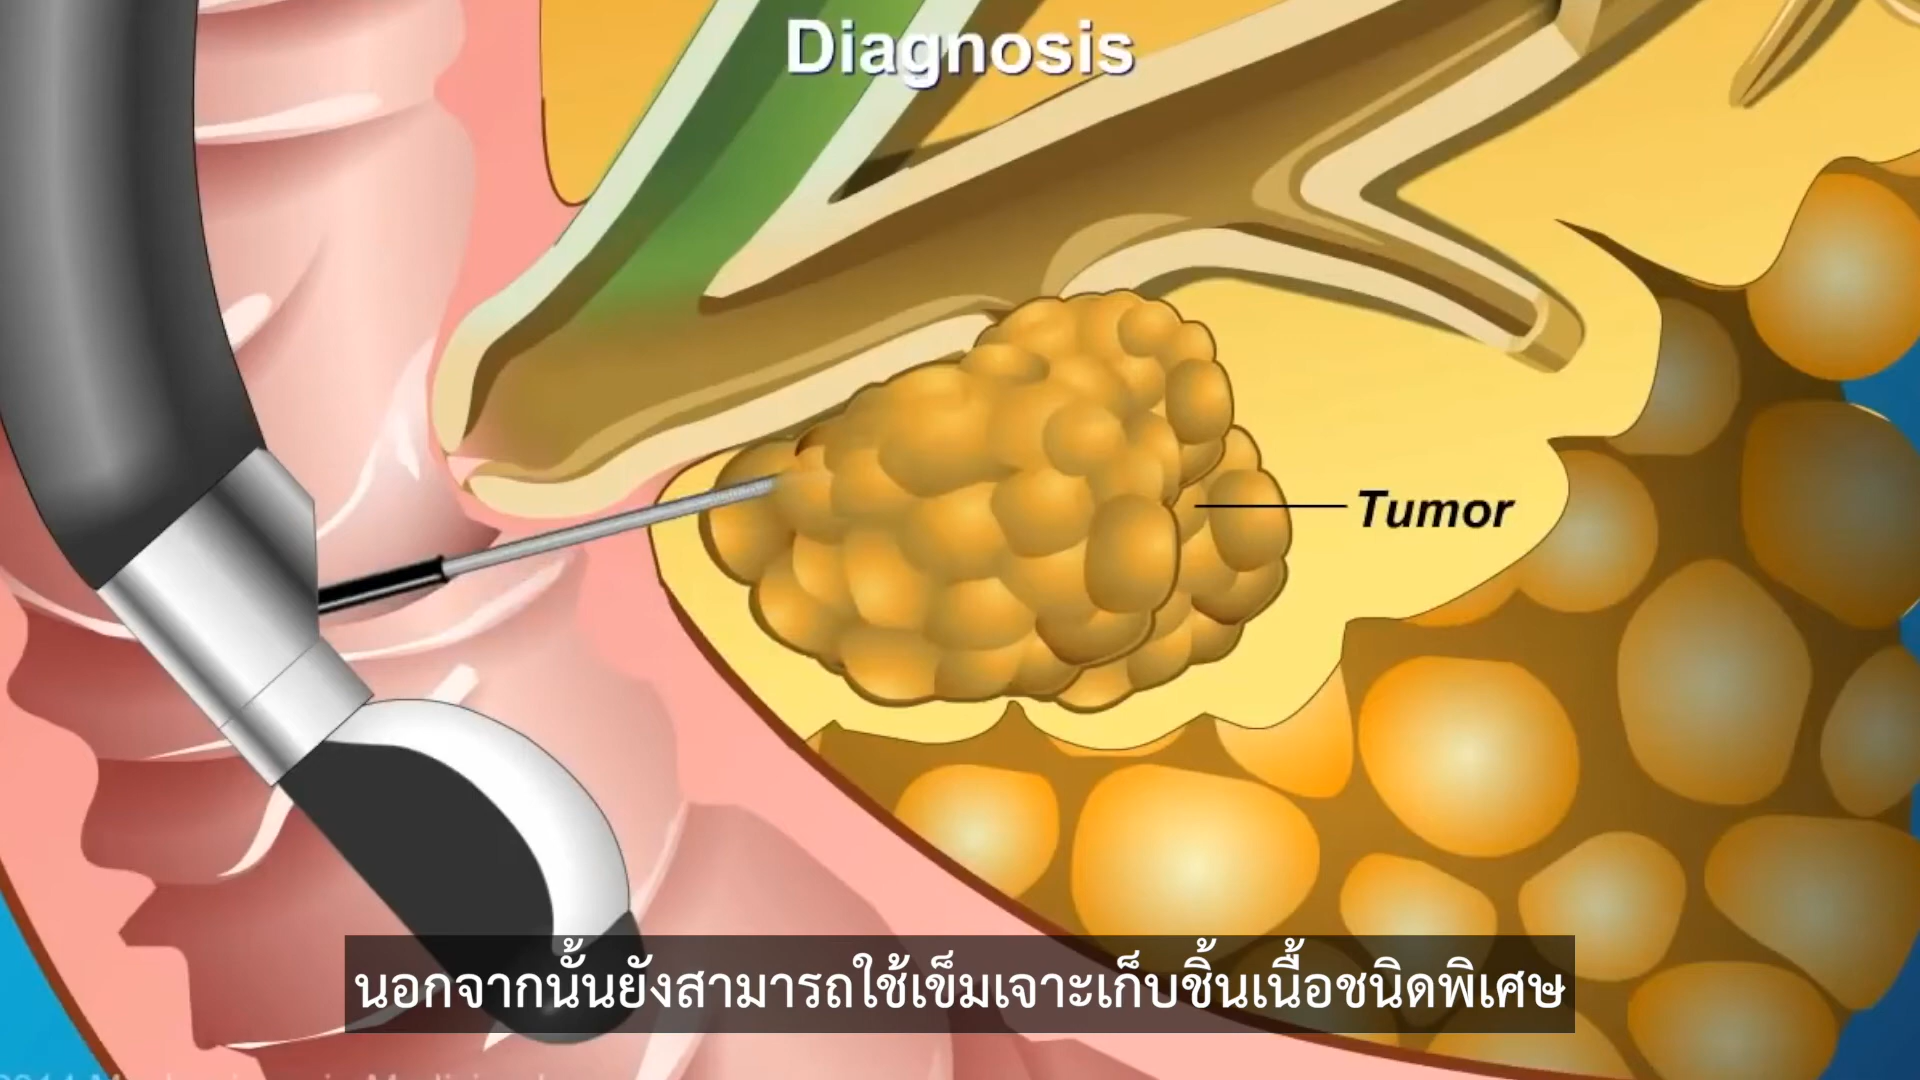 Diagnosis
Tumor
นอกจากนั้นยังสามารถใช้เข็มเจาะเก็บชิ้นเนื้อชนิดพิเศษ